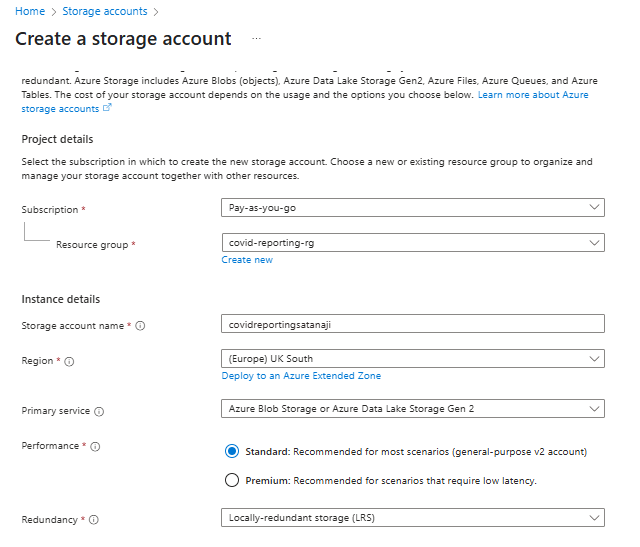 Home > Storage accounts >
Create a storage account ...
redundant. Azure Storage includes Azure Blobs (objects), Azure Data Lake Storage Gen2, Azure Files, Azure Queues, and Azure
Tables. The cost of your storage account depends on the usage and the options you choose below. Learn more about Azure
storage accounts
Project details
Select the subscription in which to create the new storage account. Choose a new or existing resource group to organize and
manage your storage account together with other resources.
Subscription *
Pay-as-you-go
Resource group *
covid-reporting-rg
Create new
Instance details
Storage account name *
covidreportingsatanaji
Region *
(Europe) UK South
Deploy to an Azure Extended Zone
Primary service
Azure Blob Storage or Azure Data Lake Storage Gen 2
Performance *
Standard: Recommended for most scenarios (general-purpose v2 account)
Premium: Recommended for scenarios that require low latency.
Redundancy *
Locally-redundant storage (LRS)